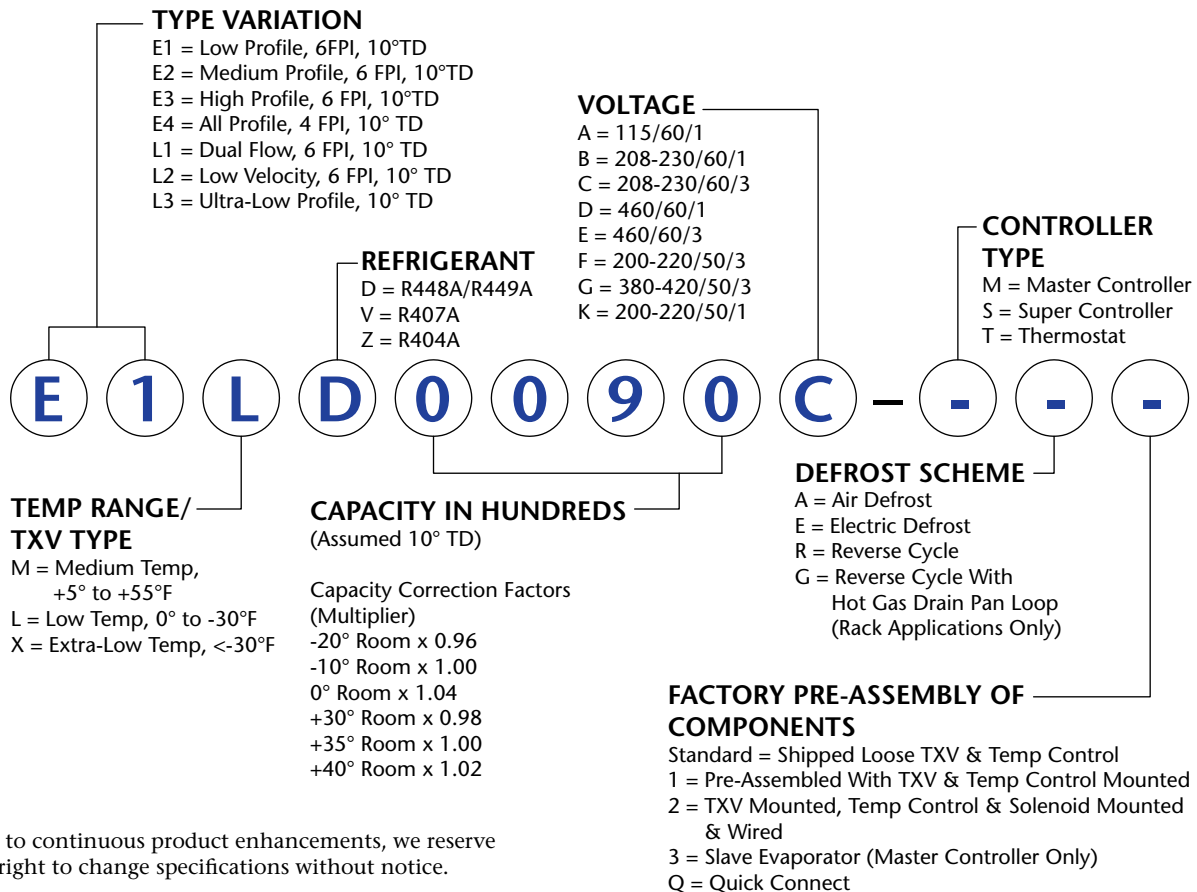 TYPE VARIATION
E1 = Low Profile, 6FPI, 10°TD
E2 = Medium Profile, 6 FPI, 10°TD
E3 = High Profile, 6 FPI, 10°TD
E4 = All Profile, 4 FPI, 10° TD
L1 = Dual Flow, 6 FPI, 10° TD
L2 = Low Velocity, 6 FPI, 10° TD
L3 = Ultra-Low Profile, 10° TD
REFRIGERANT
D = R448A/R449A
V = R407A
Z = R404A
VOLTAGE
A = 115/60/1
B = 208-230/60/1
C = 208-230/60/3
D = 460/60/1
E = 460/60/3
F = 200-220/50/3
G = 380-420/50/3
K = 200-220/50/1
CONTROLLER
TYPE
M = Master Controller
S = Super Controller
T = Thermostat
E 1 L D 0 0 9 0 C – - - -
TEMP RANGE/
TXV TYPE
M = Medium Temp,
+5° to +55°F
L = Low Temp, 0° to -30°F
X = Extra-Low Temp, <-30°F
CAPACITY IN HUNDREDS
(Assumed 10° TD)
Capacity Correction Factors
(Multiplier)
-20° Room x 0.96
-10° Room x 1.00
0° Room x 1.04
+30° Room x 0.98
+35° Room x 1.00
+40° Room x 1.02
DEFROST SCHEME
A = Air Defrost
E = Electric Defrost
R = Reverse Cycle
G = Reverse Cycle With
Hot Gas Drain Pan Loop
(Rack Applications Only)
FACTORY PRE-ASSEMBLY OF
COMPONENTS
Standard = Shipped Loose TXV & Temp Control
1 = Pre-Assembled With TXV & Temp Control Mounted
2 = TXV Mounted, Temp Control & Solenoid Mounted
& Wired
3 = Slave Evaporator (Master Controller Only)
Q = Quick Connect
to continuous product enhancements, we reserve
right to change specifications without notice.